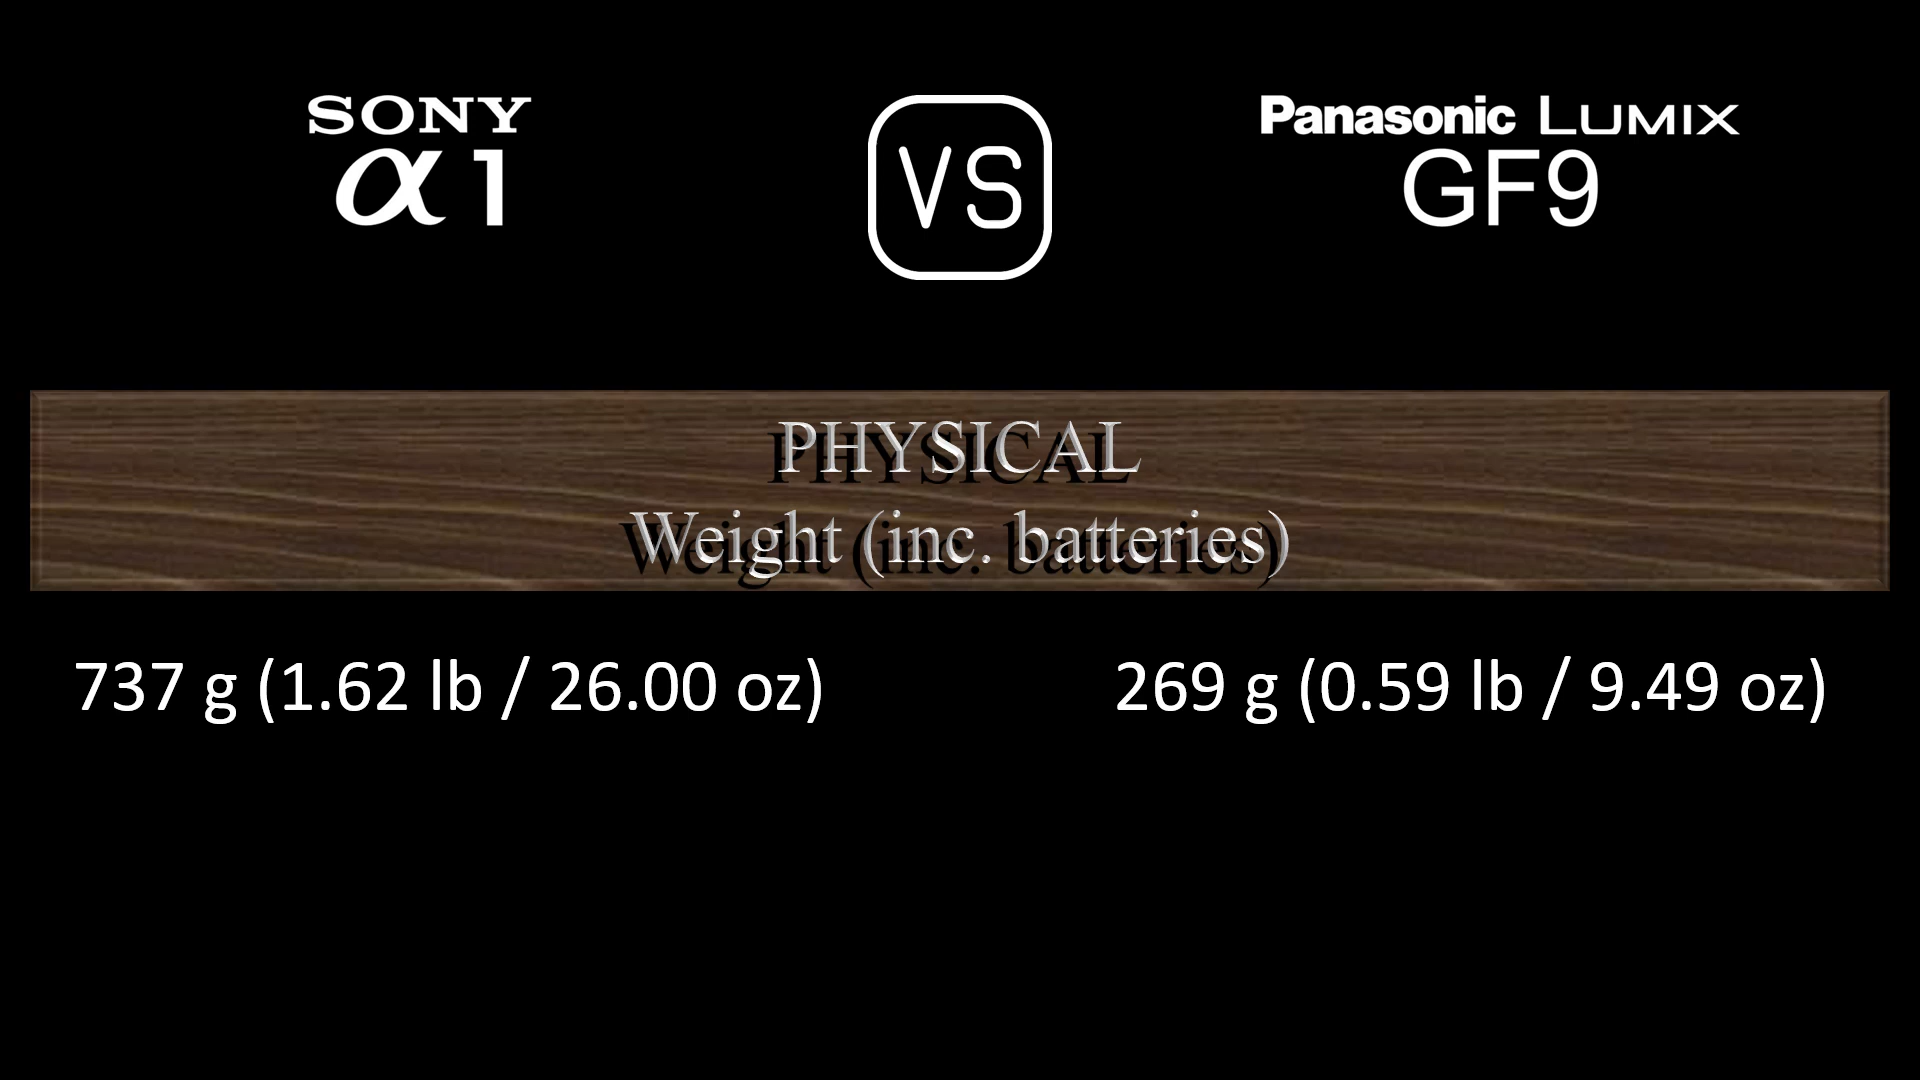 SONY
α1
VS
Panasonic LUMIX
GF9
PHYSICAL
Weight (inc. batteries)
737 g (1.62 lb / 26.00 oz)
269 g (0.59 lb / 9.49 oz)